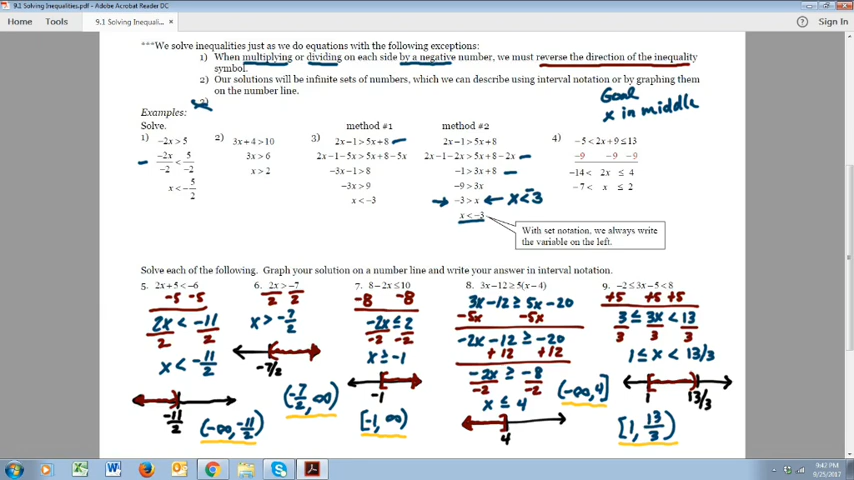 9.1 Solving Inequalities.pdf - Adobe Acrobat Reader DC
Home Tools 9.1 Solving Inequali... × Sign In
***We solve inequalities just as we do equations with the following exceptions:
1) When multiplying or dividing on each side by a negative number, we must reverse the direction of the inequality
symbol.
2) Our solutions will be infinite sets of numbers, which we can describe using interval notation or by graphing them
on the number line.
Goal
x in middle
Examples:
Solve. method #1 method #2
1) -2x > 5
-2x/-2 < 5/-2
x < -5/2
2) 3x+4 > 10
3x > 6
x > 2
3) 2x-1 > 5x+8
2x-1-5x > 5x+8-5x
-3x-1 > 8
-3x > 9
x < -3
2x-1 > 5x+8
2x-1-2x > 5x+8-2x
-1 > 3x+8
-9 > 3x
-3 > x ← x < -3
x < -3
With set notation, we always write
the variable on the left.
4) -5 < 2x+9 ≤ 13
-9 -9 -9
-14 < 2x ≤ 4
-7 < x ≤ 2
Solve each of the following. Graph your solution on a number line and write your answer in interval notation.
5. 2x+5 < -6
-5 -5
2x/2 < -11/2
x < -11/2
-11/2
(-∞, -11/2)
6. 2x > -7
2 2
x > -7/2
-7/2
(-7/2, ∞)
7. 8-2x ≤ 10
-8 -8
-2x/-2 ≤ 2/-2
x ≥ -1
-1
[-1, ∞)
8. 3x-12 ≥ 5(x-4)
3x-12 ≥ 5x-20
-5x -5x
-2x-12 ≥ -20
+12 +12
-2x/-2 ≥ -8/-2
x ≤ 4
(-∞, 4]
4
9. -2 ≤ 3x-5 < 8
+5 +5 +5
3/3 ≤ 3x/3 < 13/3
1 ≤ x < 13/3
1 13/3
[1, 13/3)
9:42 PM
9/25/2017